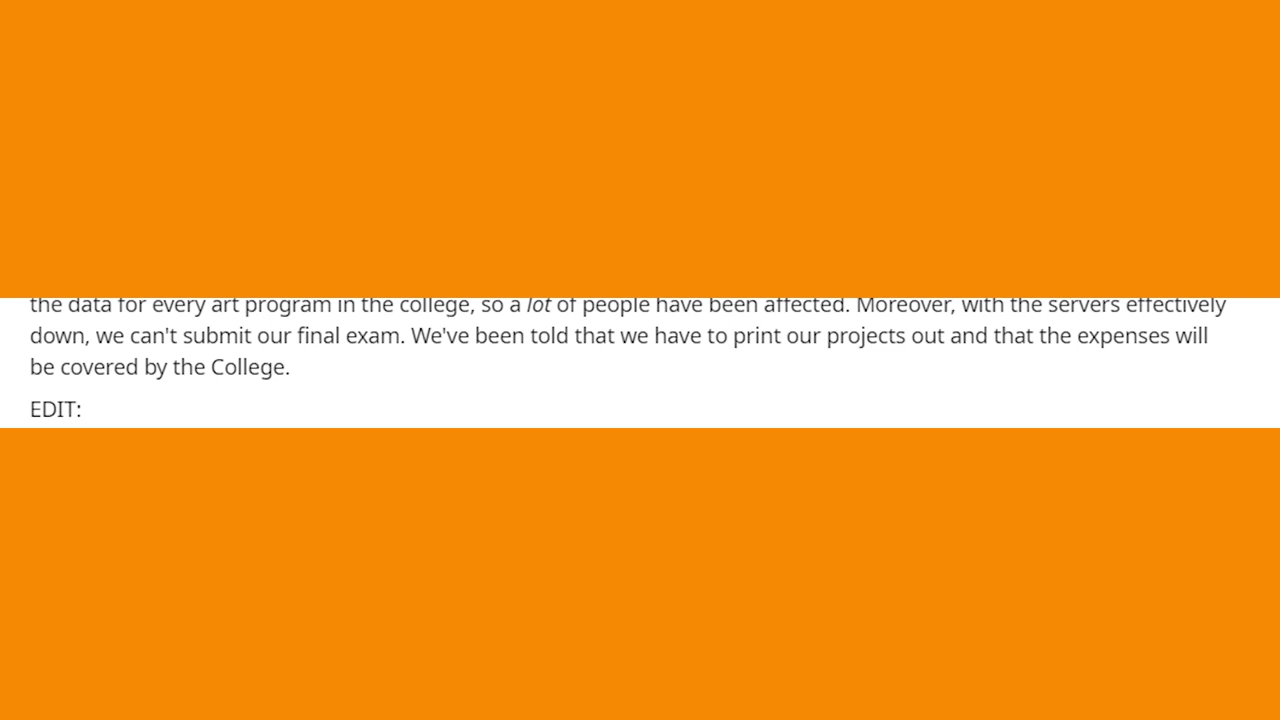 the data for every art program in the college, so a lot of people have been affected. Moreover, with the servers effectively
down, we can't submit our final exam. We've been told that we have to print our projects out and that the expenses will
be covered by the College.
EDIT: